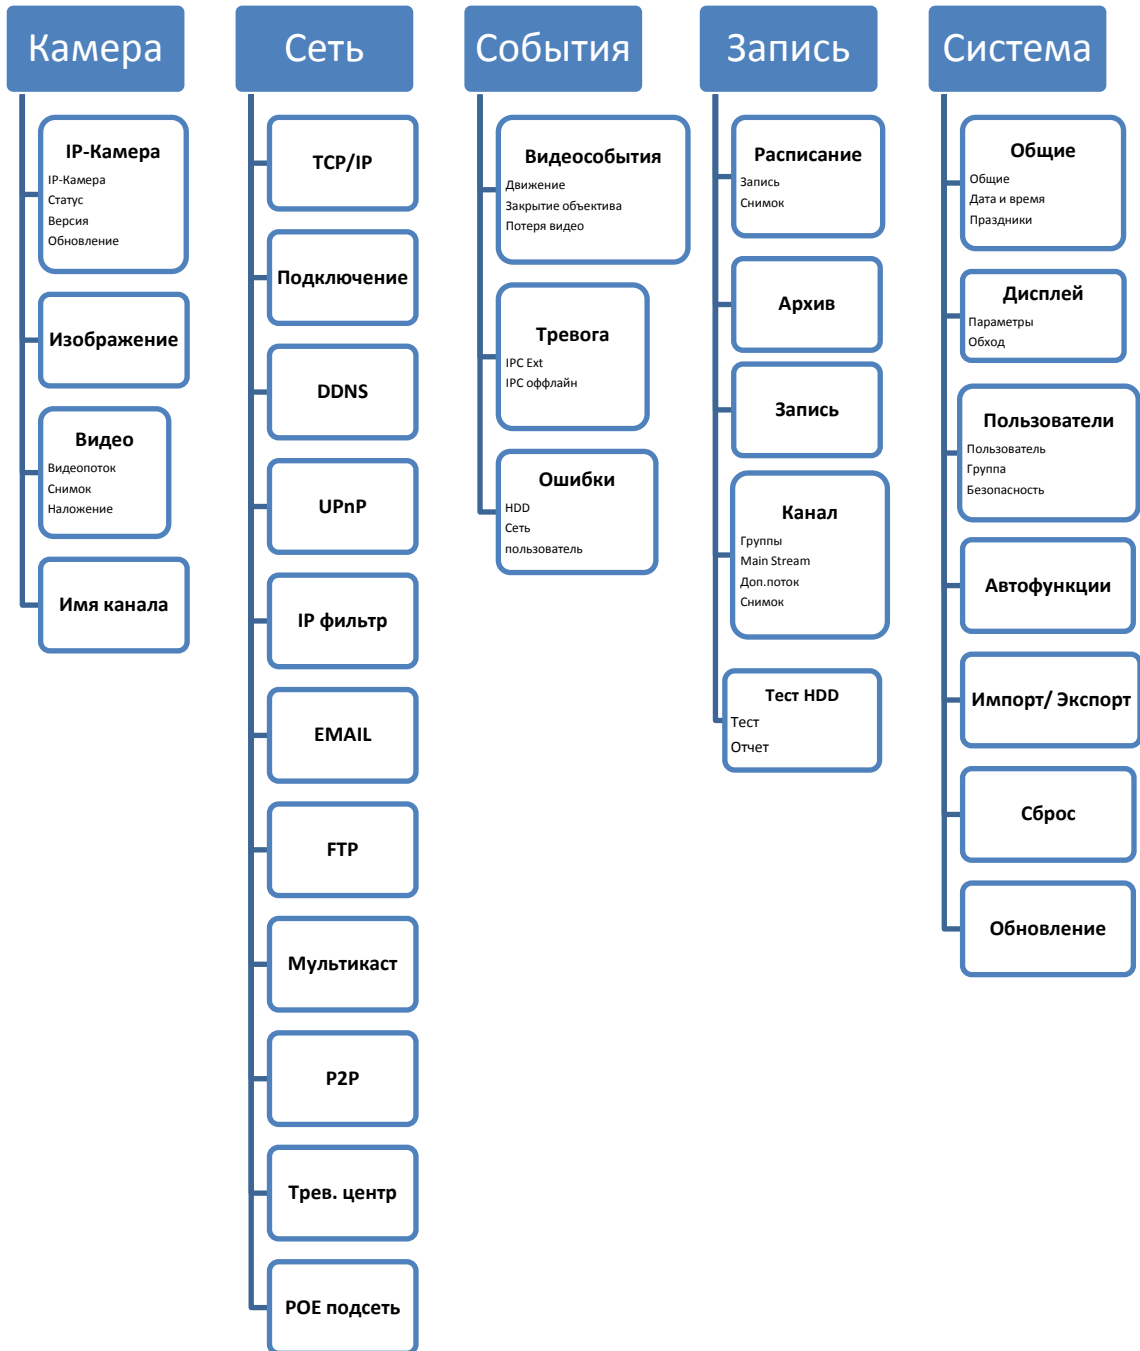 Камера
IP-Камера
IP-Камера
Статус
Версия
Обновление
Изображение
Видео
Видеопоток
Снимок
Наложение
Имя канала
Сеть
TCP/IP
Подключение
DDNS
UPnP
IP фильтр
EMAIL
FTP
Мультикаст
P2P
Трев. центр
POE подсеть
События
Видеособытия
Движение
Закрытие объектива
Потеря видео
Тревога
IPC Ext
IPC оффлайн
Ошибки
HDD
Сеть
пользователь
Запись
Расписание
Запись
Снимок
Архив
Запись
Канал
Группы
Main Stream
Доп.поток
Снимок
Тест HDD
Тест
Отчет
Система
Общие
Общие
Дата и время
Праздники
Дисплей
Параметры
Обход
Пользователи
Пользователь
Группа
Безопасность
Автофункции
Импорт/ Экспорт
Сброс
Обновление